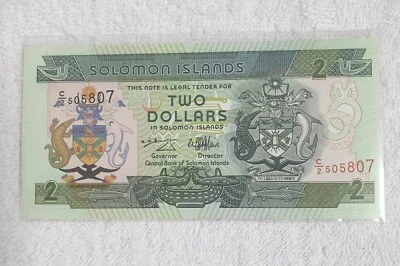 SOLOMON ISLANDS
2
C/2 505807
THIS NOTE IS LEGAL TENDER FOR
TWO
DOLLARS
IN SOLOMON ISLANDS
Governor Director
Central Bank of Solomon Islands
C/2 505807
2
2